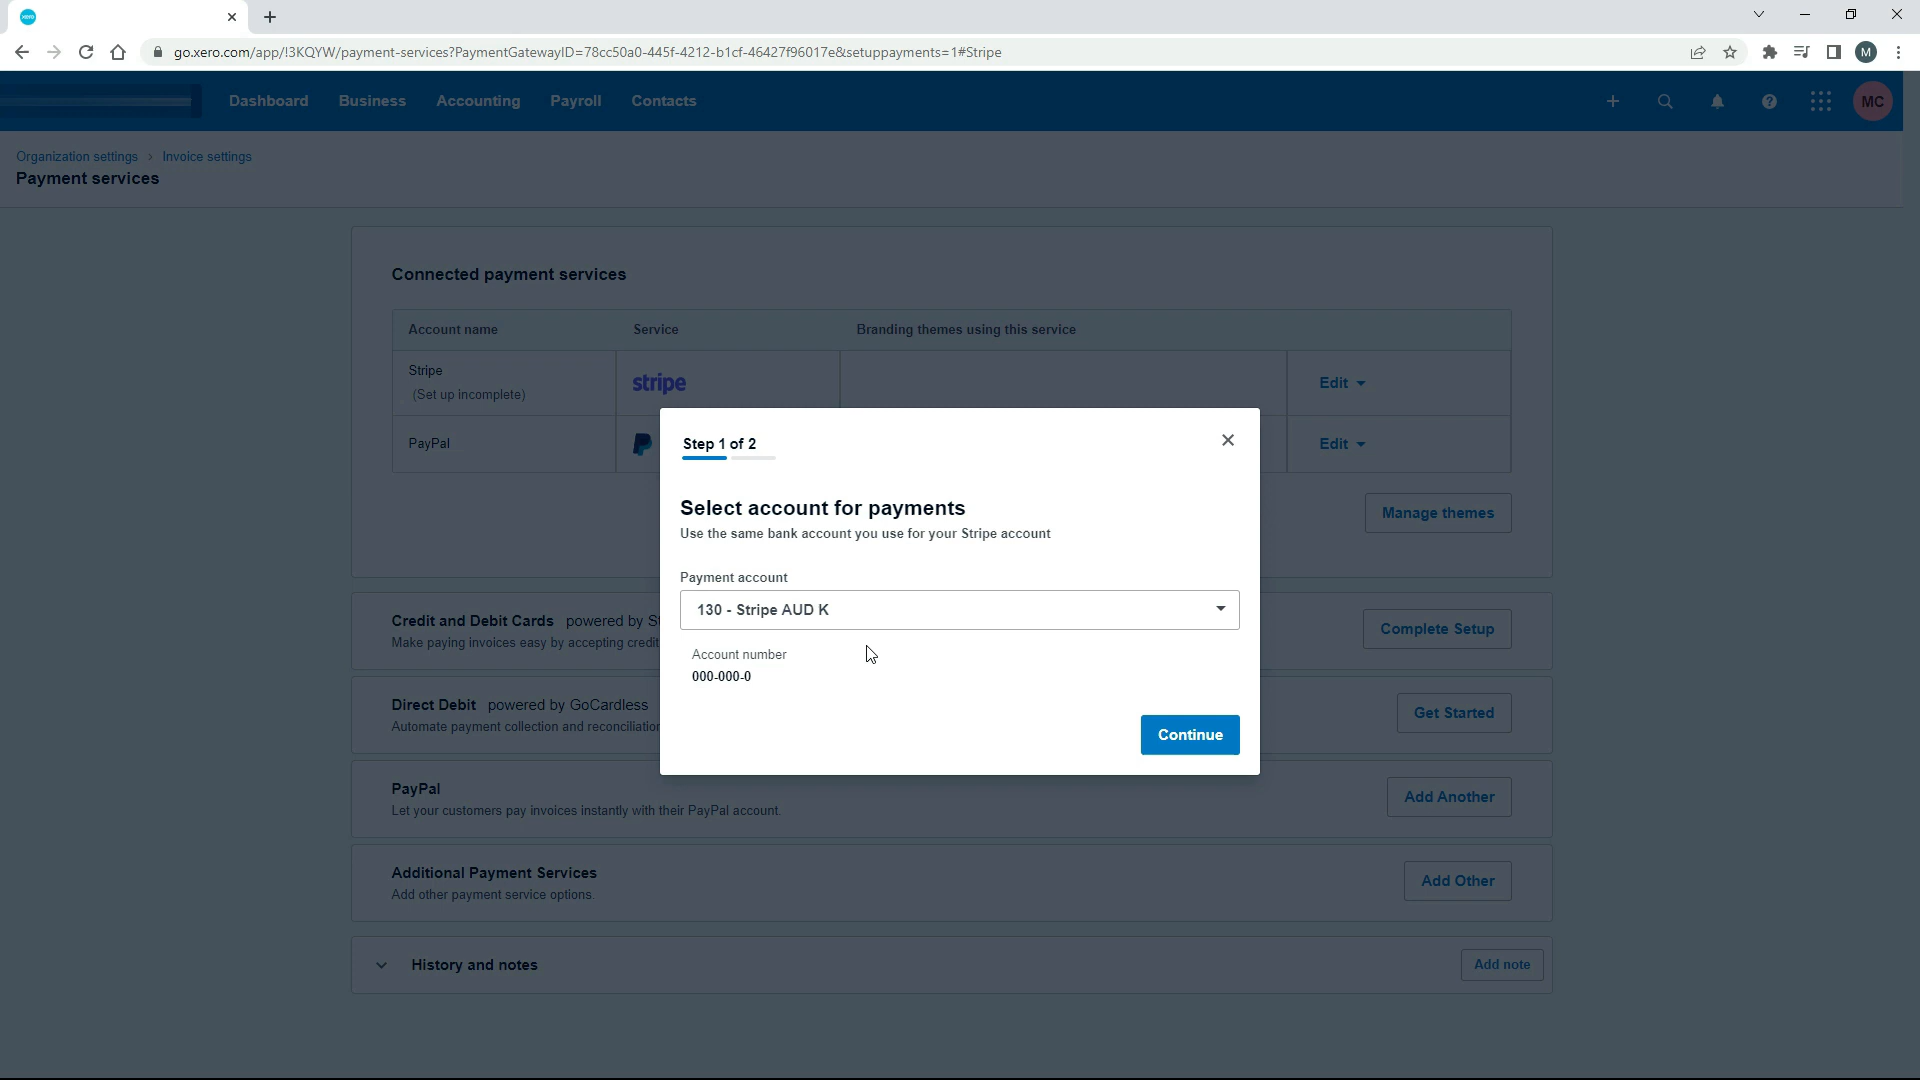 xero
go.xero.com/app/!3KQYW/payment-services?PaymentGatewayID=78cc50a0-445f-4212-b1cf-46427f96017e&setuppayments=1#Stripe
M
Dashboard
Business
Accounting
Payroll
Contacts
MC
Organization settings › Invoice settings
Payment services
Connected payment services
Account name
Service
Branding themes using this service
Stripe
(Set up incomplete)
stripe
Edit
PayPal
Edit
Manage themes
Step 1 of 2
Select account for payments
Use the same bank account you use for your Stripe account
Payment account
130 - Stripe AUD K
Account number
000-000-0
Continue
Credit and Debit Cards powered by
Make paying invoices easy by accepting credit
Complete Setup
Direct Debit powered by GoCardless
Automate payment collection and reconciliation
Get Started
PayPal
Let your customers pay invoices instantly with their PayPal account.
Add Another
Additional Payment Services
Add other payment service options.
Add Other
History and notes
Add note